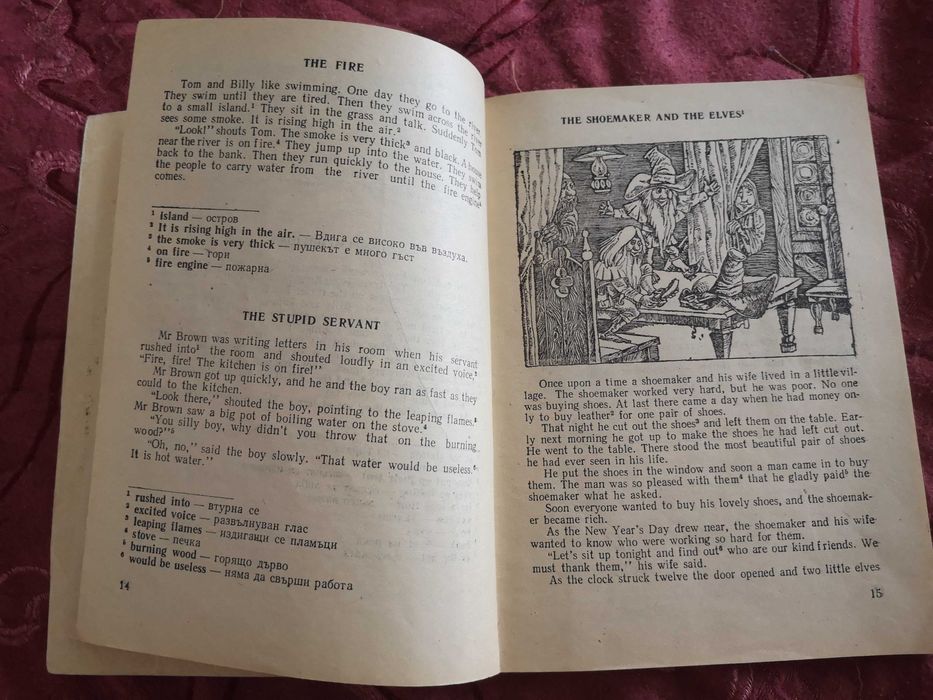 THE FIRE
Tom and Billy like swimming. One day they go to the river.
They swim until they are tired. Then they swim across the river
to a small island.¹ They sit in the grass and talk. Suddenly Tom
sees some smoke. It is rising high in the air.²
“Look!” shouts Tom. The smoke is very thick³ and black. A house
near the river is on fire.⁴ They jump up into the water. They swim
back to the bank. Then they run quickly to the house. They help
the people to carry water from the river until the fire engine⁵
comes.
¹ island — остров
² It is rising high in the air. — Вдига се високо във въздуха.
³ the smoke is very thick — пушекът е много гъст
⁴ on fire — гори
⁵ fire engine — пожарна
THE STUPID SERVANT
Mr Brown was writing letters in his room when his servant
rushed into¹ the room and shouted loudly in an excited voice,²
“Fire, fire! The kitchen is on fire!”
Mr Brown got up quickly, and he and the boy ran as fast as they
could to the kitchen.
“Look there,” shouted the boy, pointing to the leaping flames.³
Mr Brown saw a big pot of boiling water on the stove.⁴
“You silly boy, why didn't you throw that on the burning
wood?”⁵
“Oh, no,” said the boy slowly. “That water would be useless.⁶
It is hot water.”
¹ rushed into — втурна се
² excited voice — развълнуван глас
³ leaping flames — издигащи се пламъци
⁴ stove — печка
⁵ burning wood — горящо дърво
⁶ would be useless — няма да свърши работа
14
THE SHOEMAKER AND THE ELVES¹
Once upon a time a shoemaker and his wife lived in a little vil-
lage. The shoemaker worked very hard, but he was poor. No one
was buying shoes. At last there came a day when he had money on-
ly to buy leather² for one pair of shoes.
That night he cut out the shoes³ and left them on the table. Ear-
ly next morning he got up to make the shoes he had left cut out.
He went to the table. There stood the most beautiful pair of shoes
he had ever seen in his life.
He put the shoes in the window and soon a man came in to buy
them. The man was so pleased with them⁴ that he gladly paid⁵ the
shoemaker what he asked.
Soon everyone wanted to buy his lovely shoes, and the shoemak-
er became rich.
As the New Year's Day drew near, the shoemaker and his wife
wanted to know who were working so hard for them.
“Let's sit up tonight and find out⁶ who are our kind friends. We
must thank them,” his wife said.
As the clock struck twelve the door opened and two little elves
15